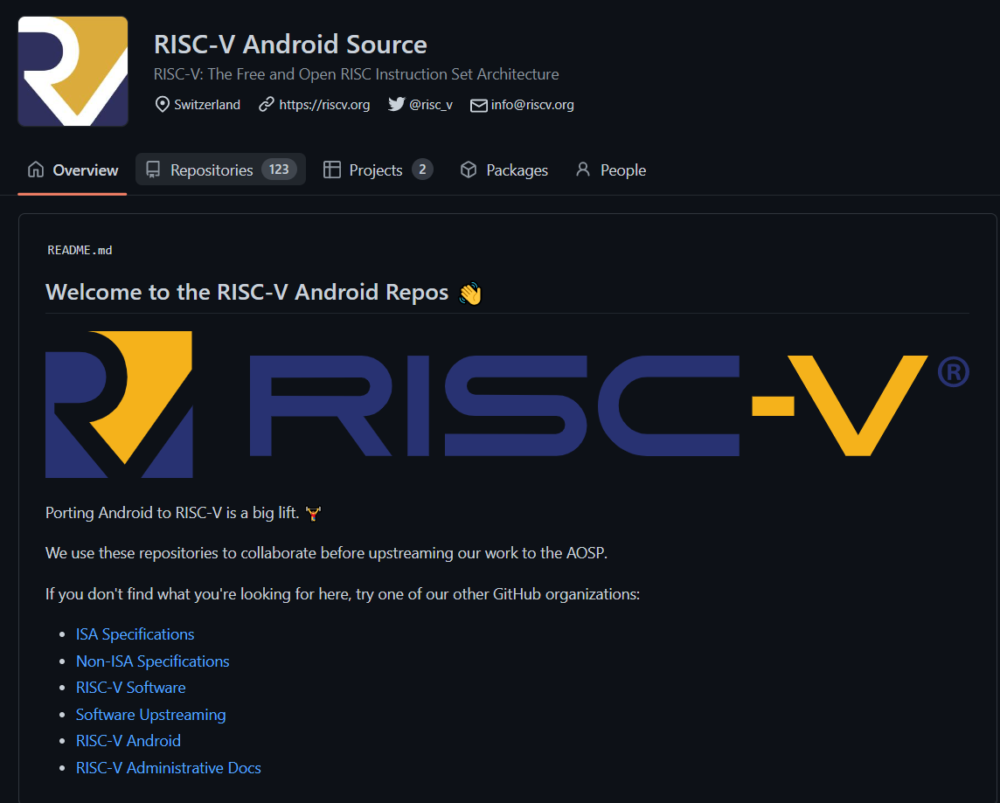 RISC-V Android Source
RISC-V: The Free and Open RISC Instruction Set Architecture
Switzerland https://riscv.org @risc_v info@riscv.org
Overview Repositories 123 Projects 2 Packages People
README.md
Welcome to the RISC-V Android Repos 👋
RISC-V®
Porting Android to RISC-V is a big lift. 🏋️
We use these repositories to collaborate before upstreaming our work to the AOSP.
If you don't find what you're looking for here, try one of our other GitHub organizations:
• ISA Specifications
• Non-ISA Specifications
• RISC-V Software
• Software Upstreaming
• RISC-V Android
• RISC-V Administrative Docs